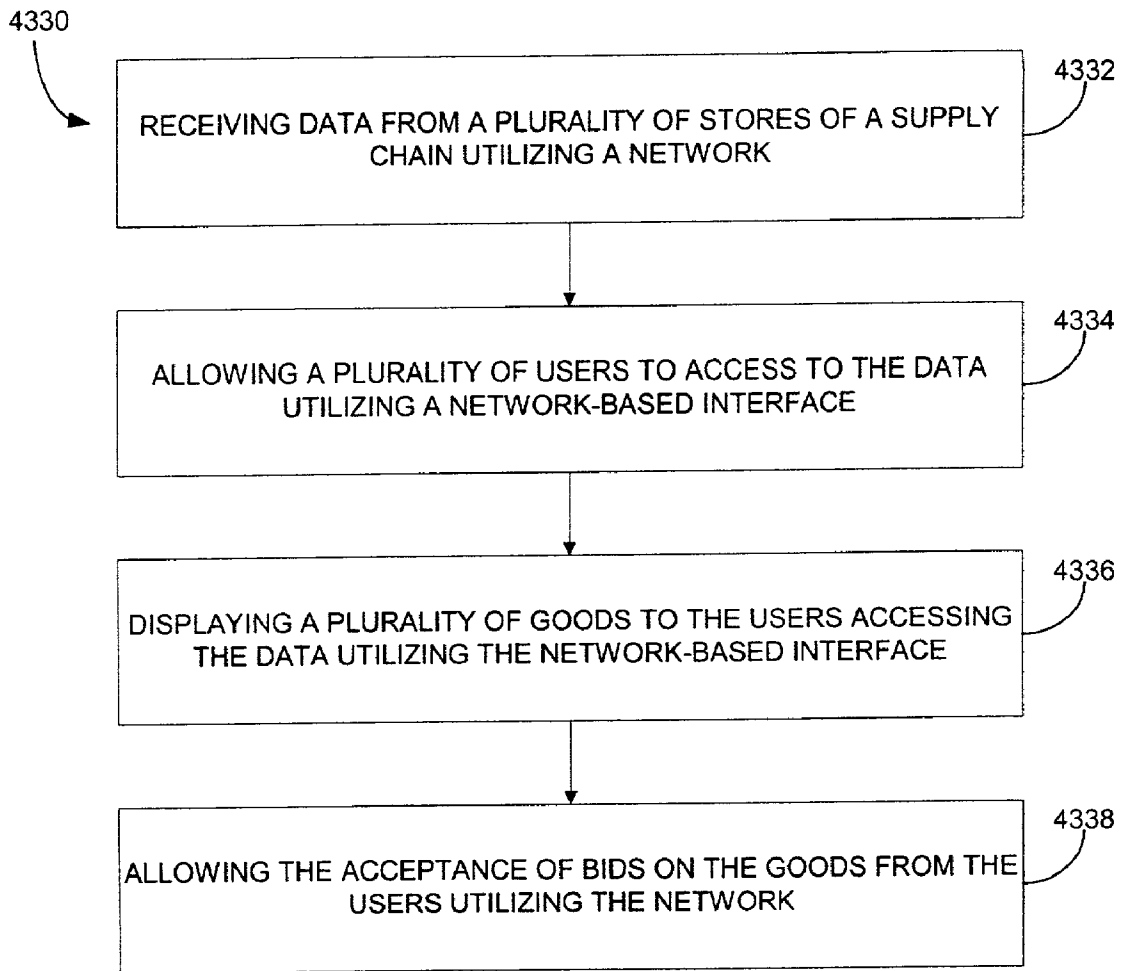 4330
4332
RECEIVING DATA FROM A PLURALITY OF STORES OF A SUPPLY
CHAIN UTILIZING A NETWORK
4334
ALLOWING A PLURALITY OF USERS TO ACCESS TO THE DATA
UTILIZING A NETWORK-BASED INTERFACE
4336
DISPLAYING A PLURALITY OF GOODS TO THE USERS ACCESSING
THE DATA UTILIZING THE NETWORK-BASED INTERFACE
4338
ALLOWING THE ACCEPTANCE OF BIDS ON THE GOODS FROM THE
USERS UTILIZING THE NETWORK